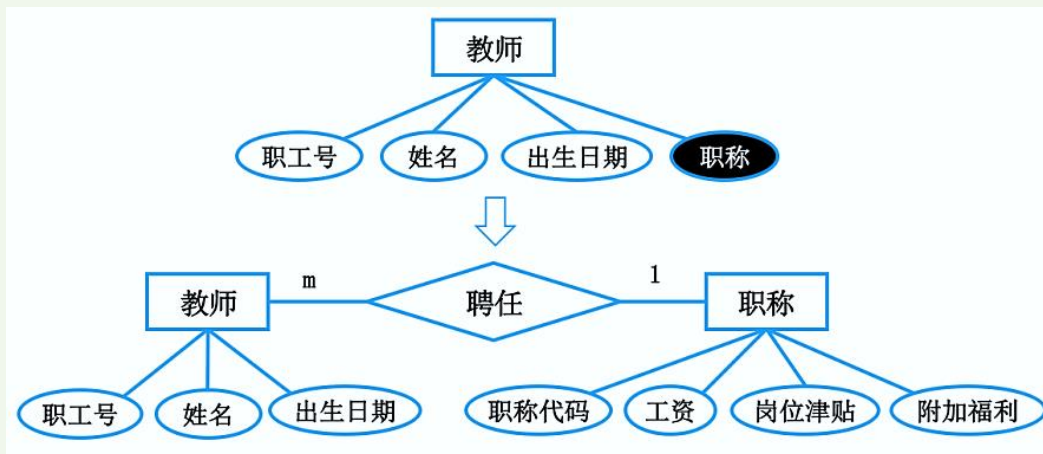 教师
职工号 姓名 出生日期 职称
m 1
教师 聘任 职称
职工号 姓名 出生日期 职称代码 工资 岗位津贴 附加福利